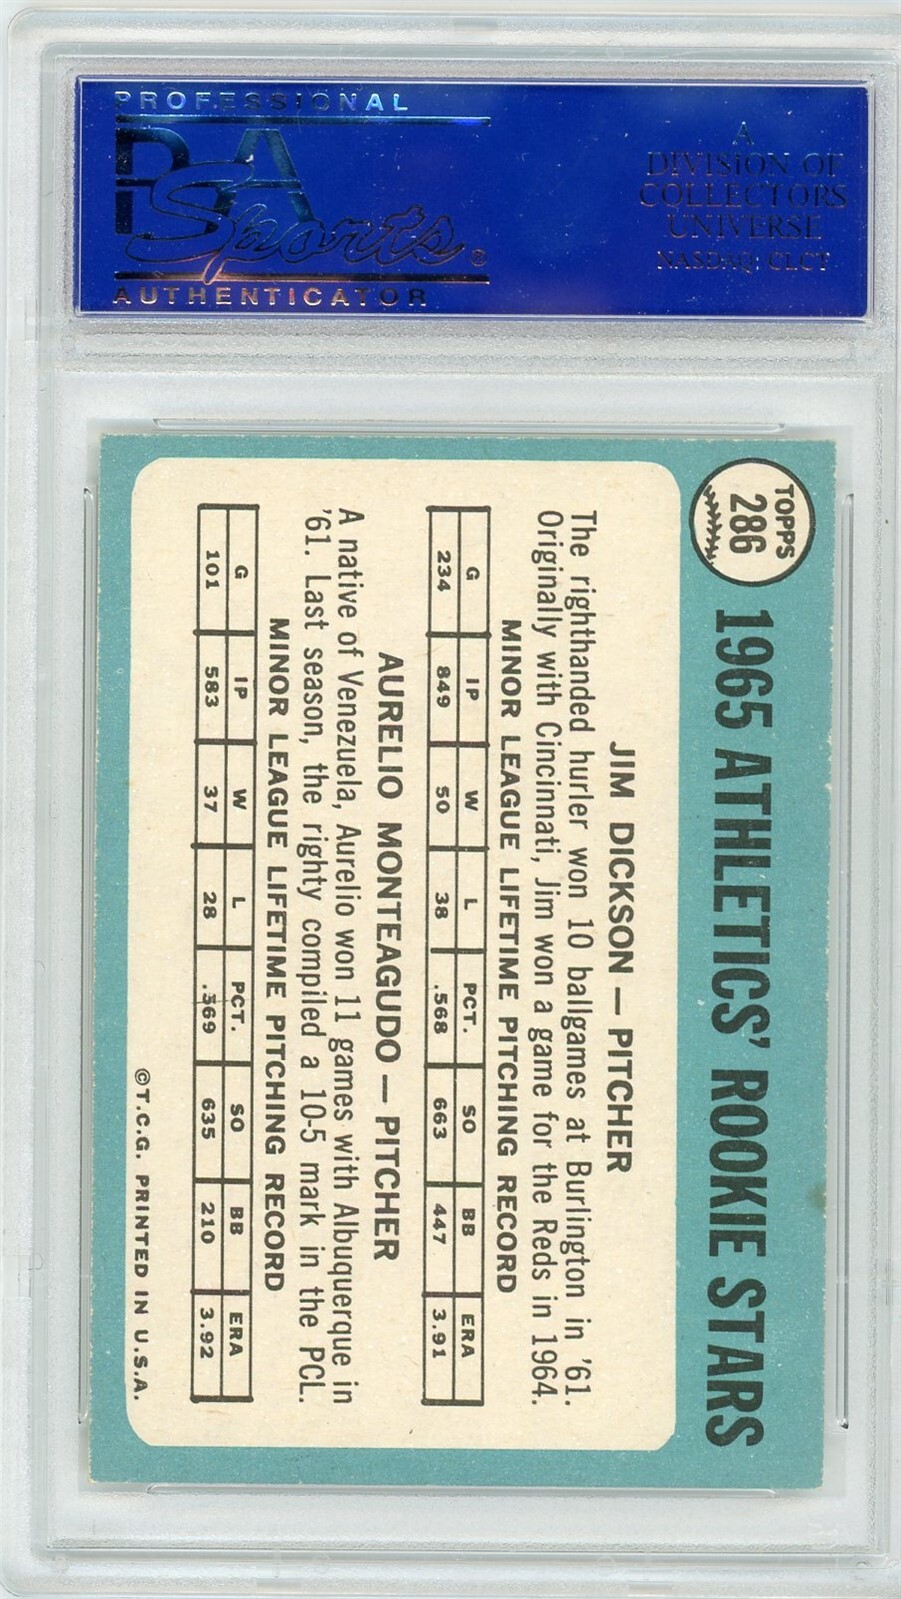 PROFESSIONAL
PSA
Sports®
AUTHENTICATOR
A
DIVISION OF
COLLECTORS
UNIVERSE
NASDAQ: CLCT
TOPPS
286
1965 ATHLETICS' ROOKIE STARS
JIM DICKSON — PITCHER
The righthanded hurler won 10 ballgames at Burlington in '61.
Originally with Cincinnati, Jim won a game for the Reds in 1964.
MINOR LEAGUE LIFETIME PITCHING RECORD
G IP W L PCT. SO BB ERA
234 849 50 38 .568 663 447 3.91
AURELIO MONTEAGUDO — PITCHER
A native of Venezuela, Aurelio won 11 games with Albuquerque in
'61. Last season, the righty compiled a 10-5 mark in the PCL.
MINOR LEAGUE LIFETIME PITCHING RECORD
G IP W L PCT. SO BB ERA
101 583 37 28 .569 635 210 3.92
©T.C.G. PRINTED IN U.S.A.